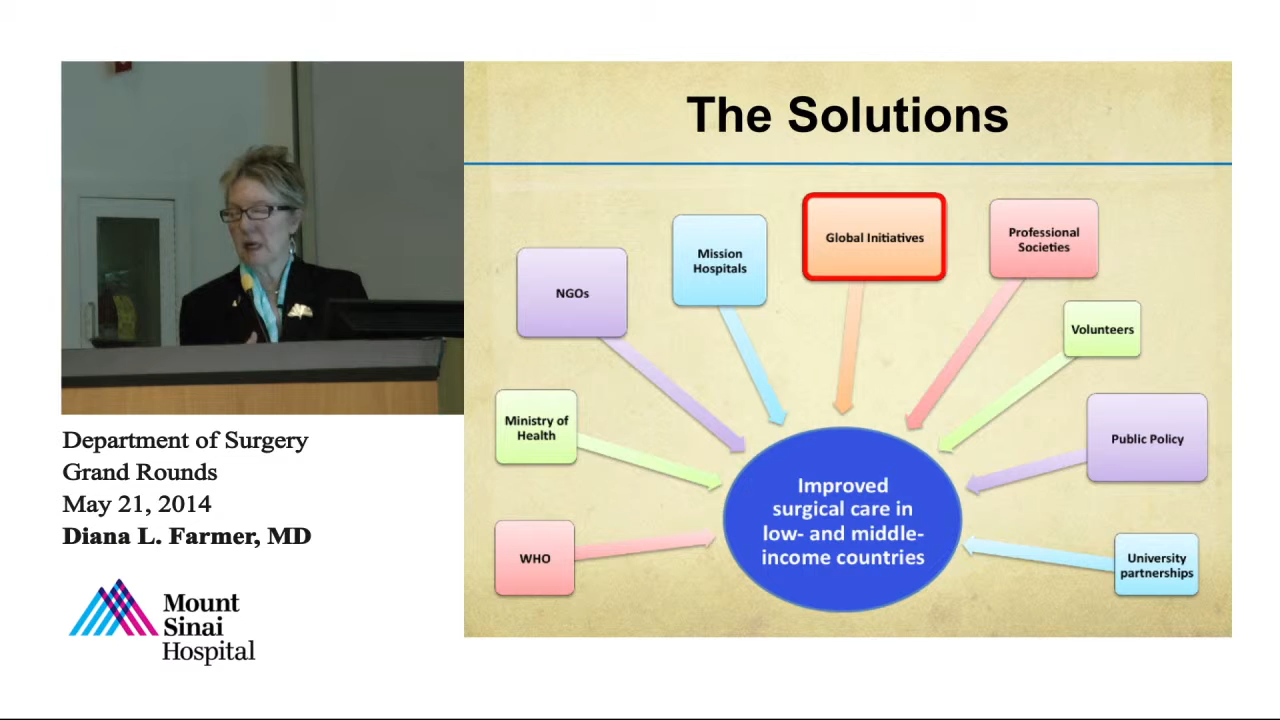 The Solutions
Global Initiatives
Professional
Societies
Mission
Hospitals
NGOs
Volunteers
Ministry of
Health
Public Policy
Improved
surgical care in
low- and middle-
income countries
WHO
University
partnerships
Department of Surgery
Grand Rounds
May 21, 2014
Diana L. Farmer, MD
Mount
Sinai
Hospital